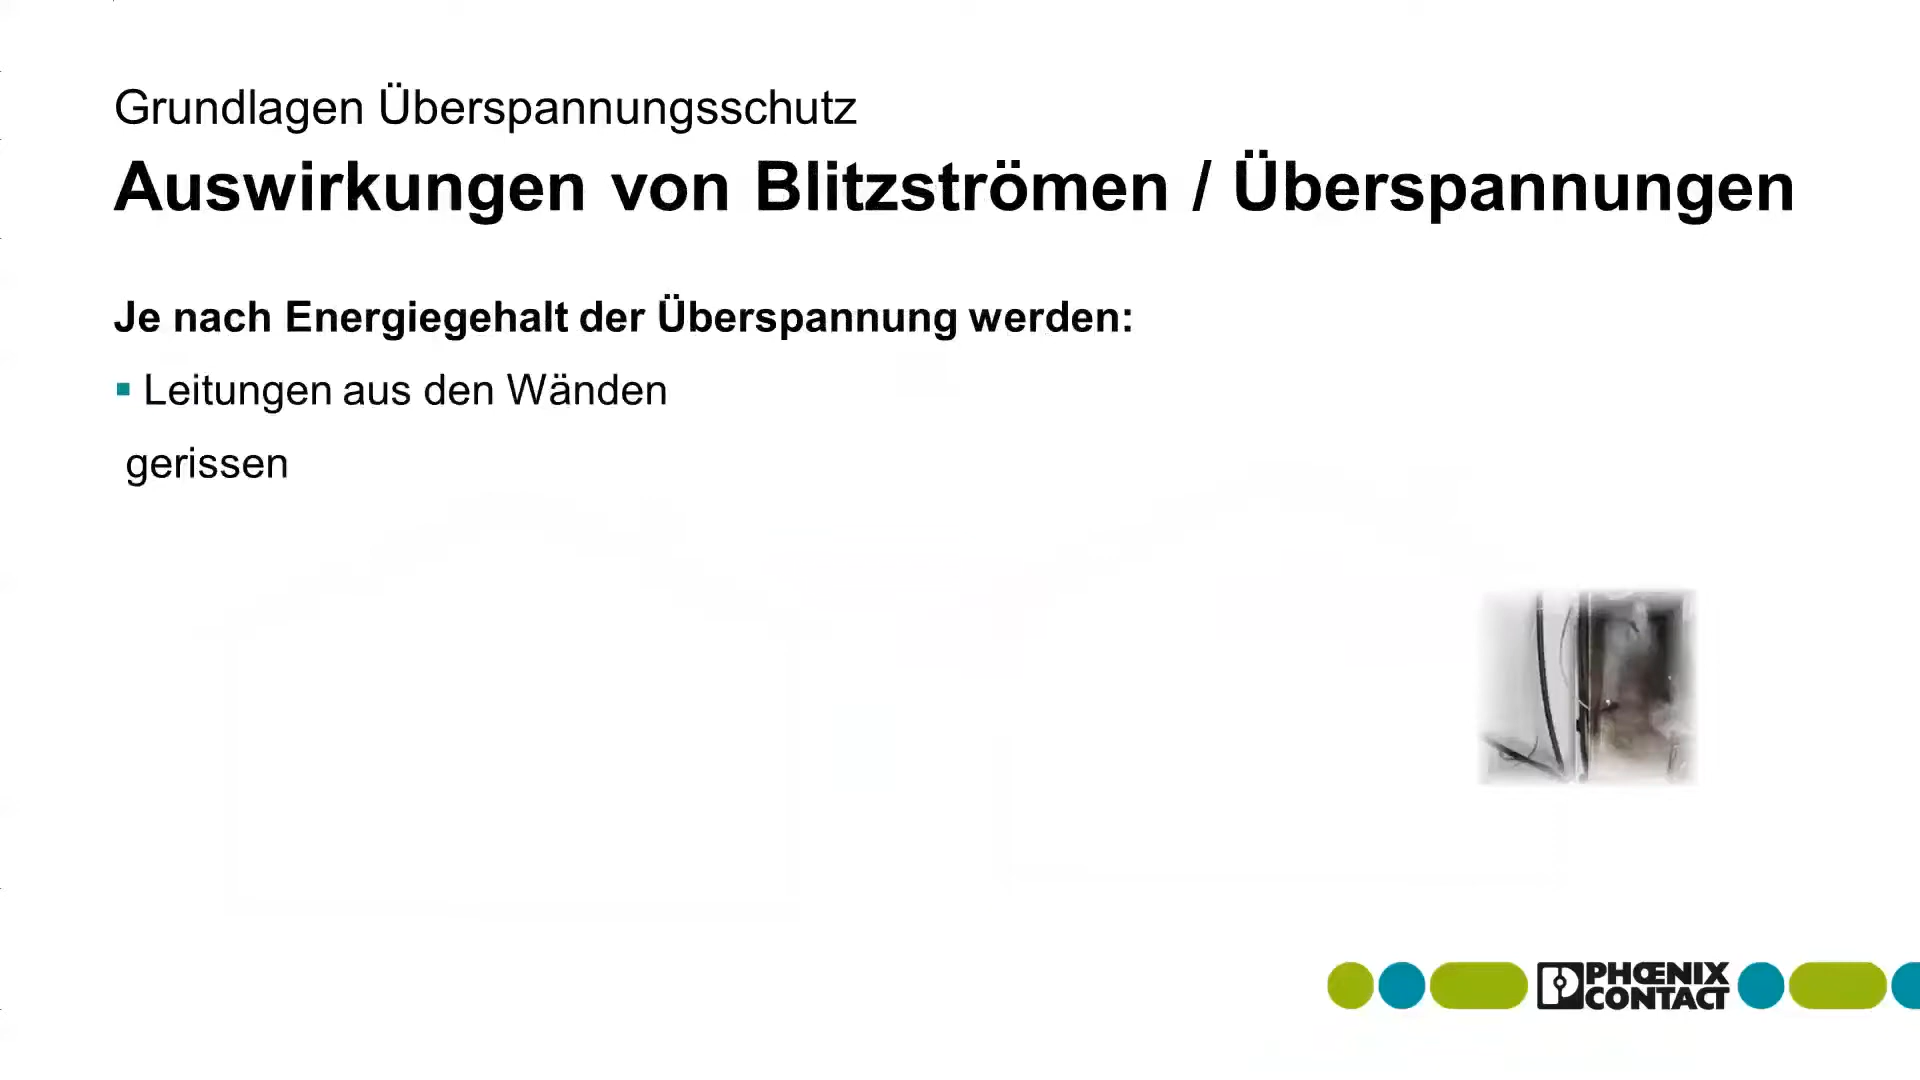 Grundlagen Überspannungsschutz
Auswirkungen von Blitzströmen / Überspannungen
Je nach Energiegehalt der Überspannung werden:
▪ Leitungen aus den Wänden
gerissen
PHŒNIX
CONTACT